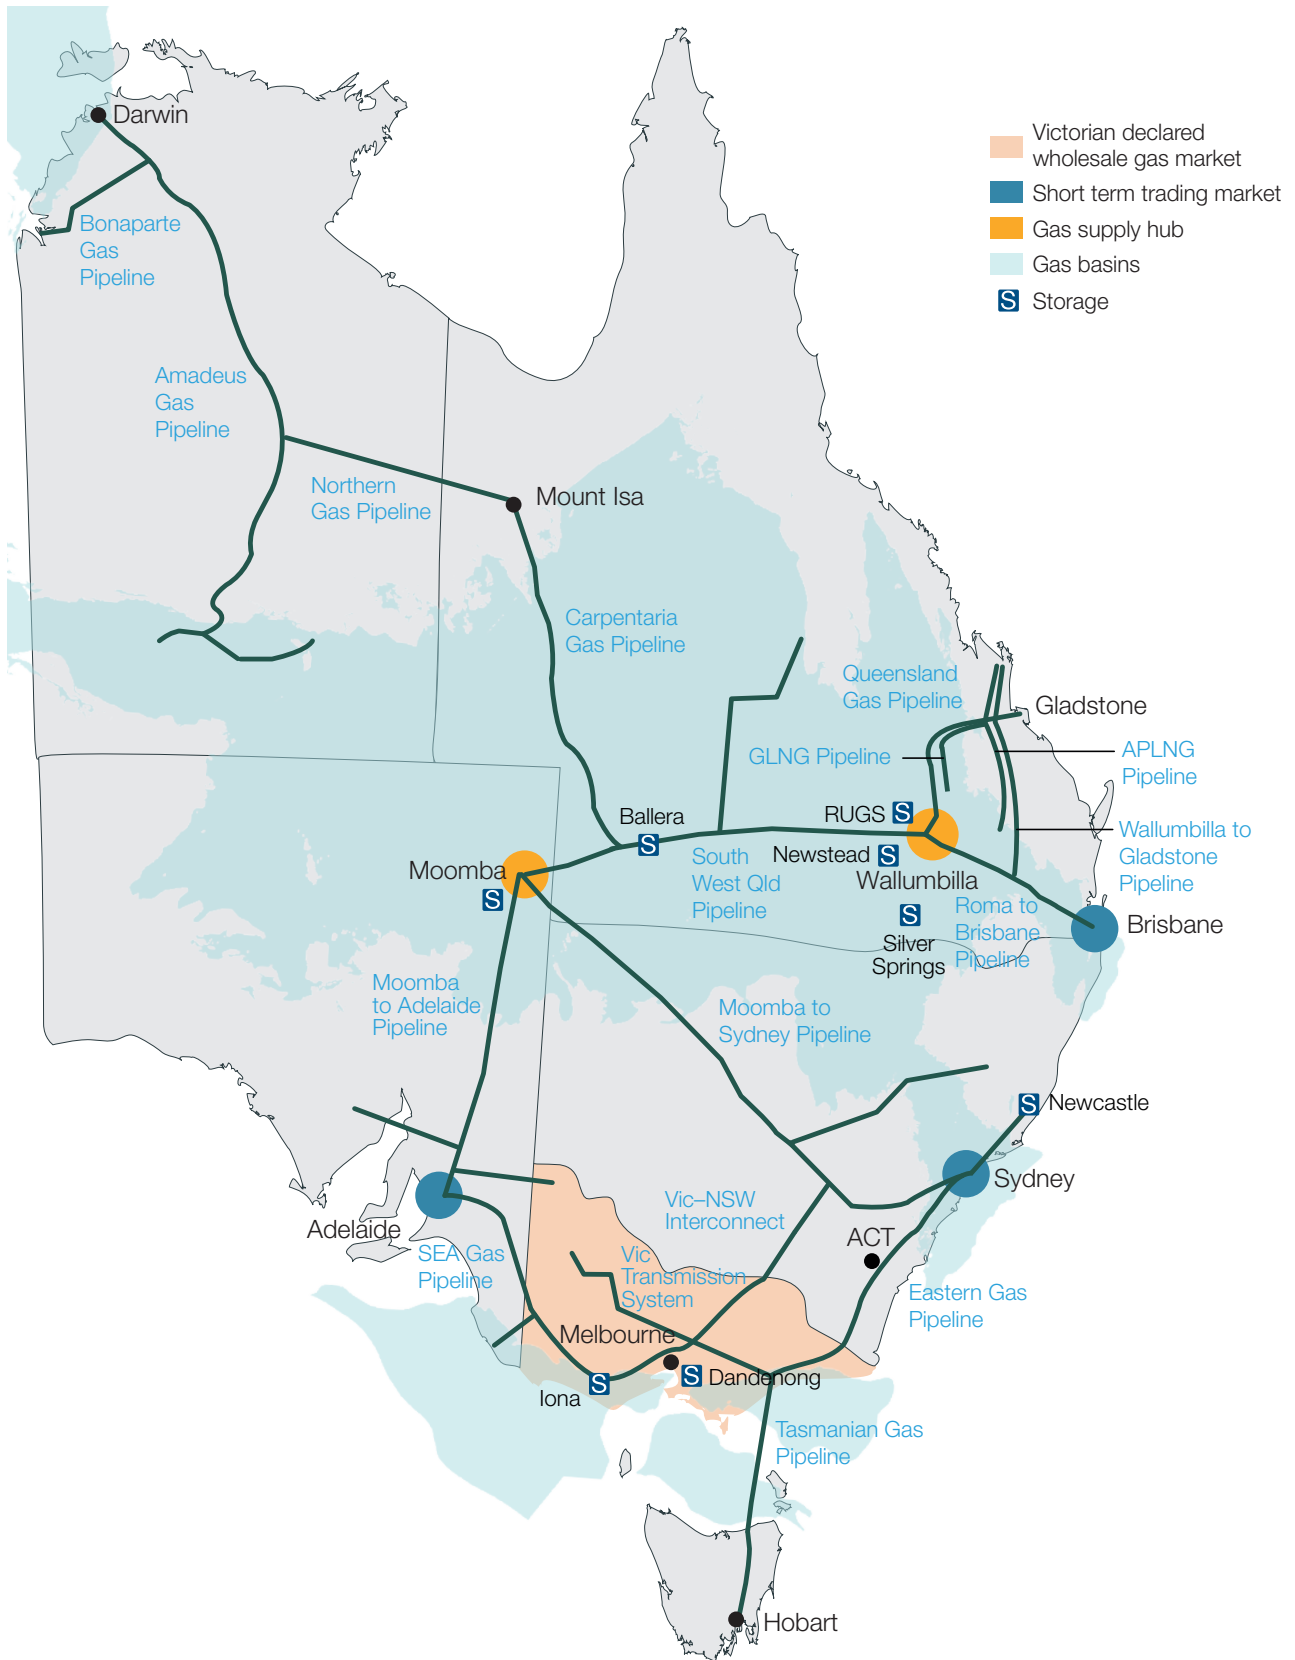 Darwin
Victorian declared
wholesale gas market
Short term trading market
Gas supply hub
Gas basins
S Storage
Bonaparte
Gas
Pipeline
Amadeus
Gas
Pipeline
Northern
Gas Pipeline
Mount Isa
Carpentaria
Gas Pipeline
Queensland
Gas Pipeline
Gladstone
GLNG Pipeline
APLNG
Pipeline
Ballera
S
RUGS S
Wallumbilla to
Gladstone
Pipeline
Newstead S
Wallumbilla
Moomba
S
South
West Qld
Pipeline
S
Silver
Springs
Roma to
Brisbane
Pipeline
Brisbane
Moomba
to Adelaide
Pipeline
Moomba to
Sydney Pipeline
S Newcastle
Sydney
Adelaide
Vic–NSW
Interconnect
ACT
SEA Gas
Pipeline
Vic
Transmission
System
Eastern Gas
Pipeline
Melbourne
S Dandenong
S
Iona
Tasmanian Gas
Pipeline
Hobart